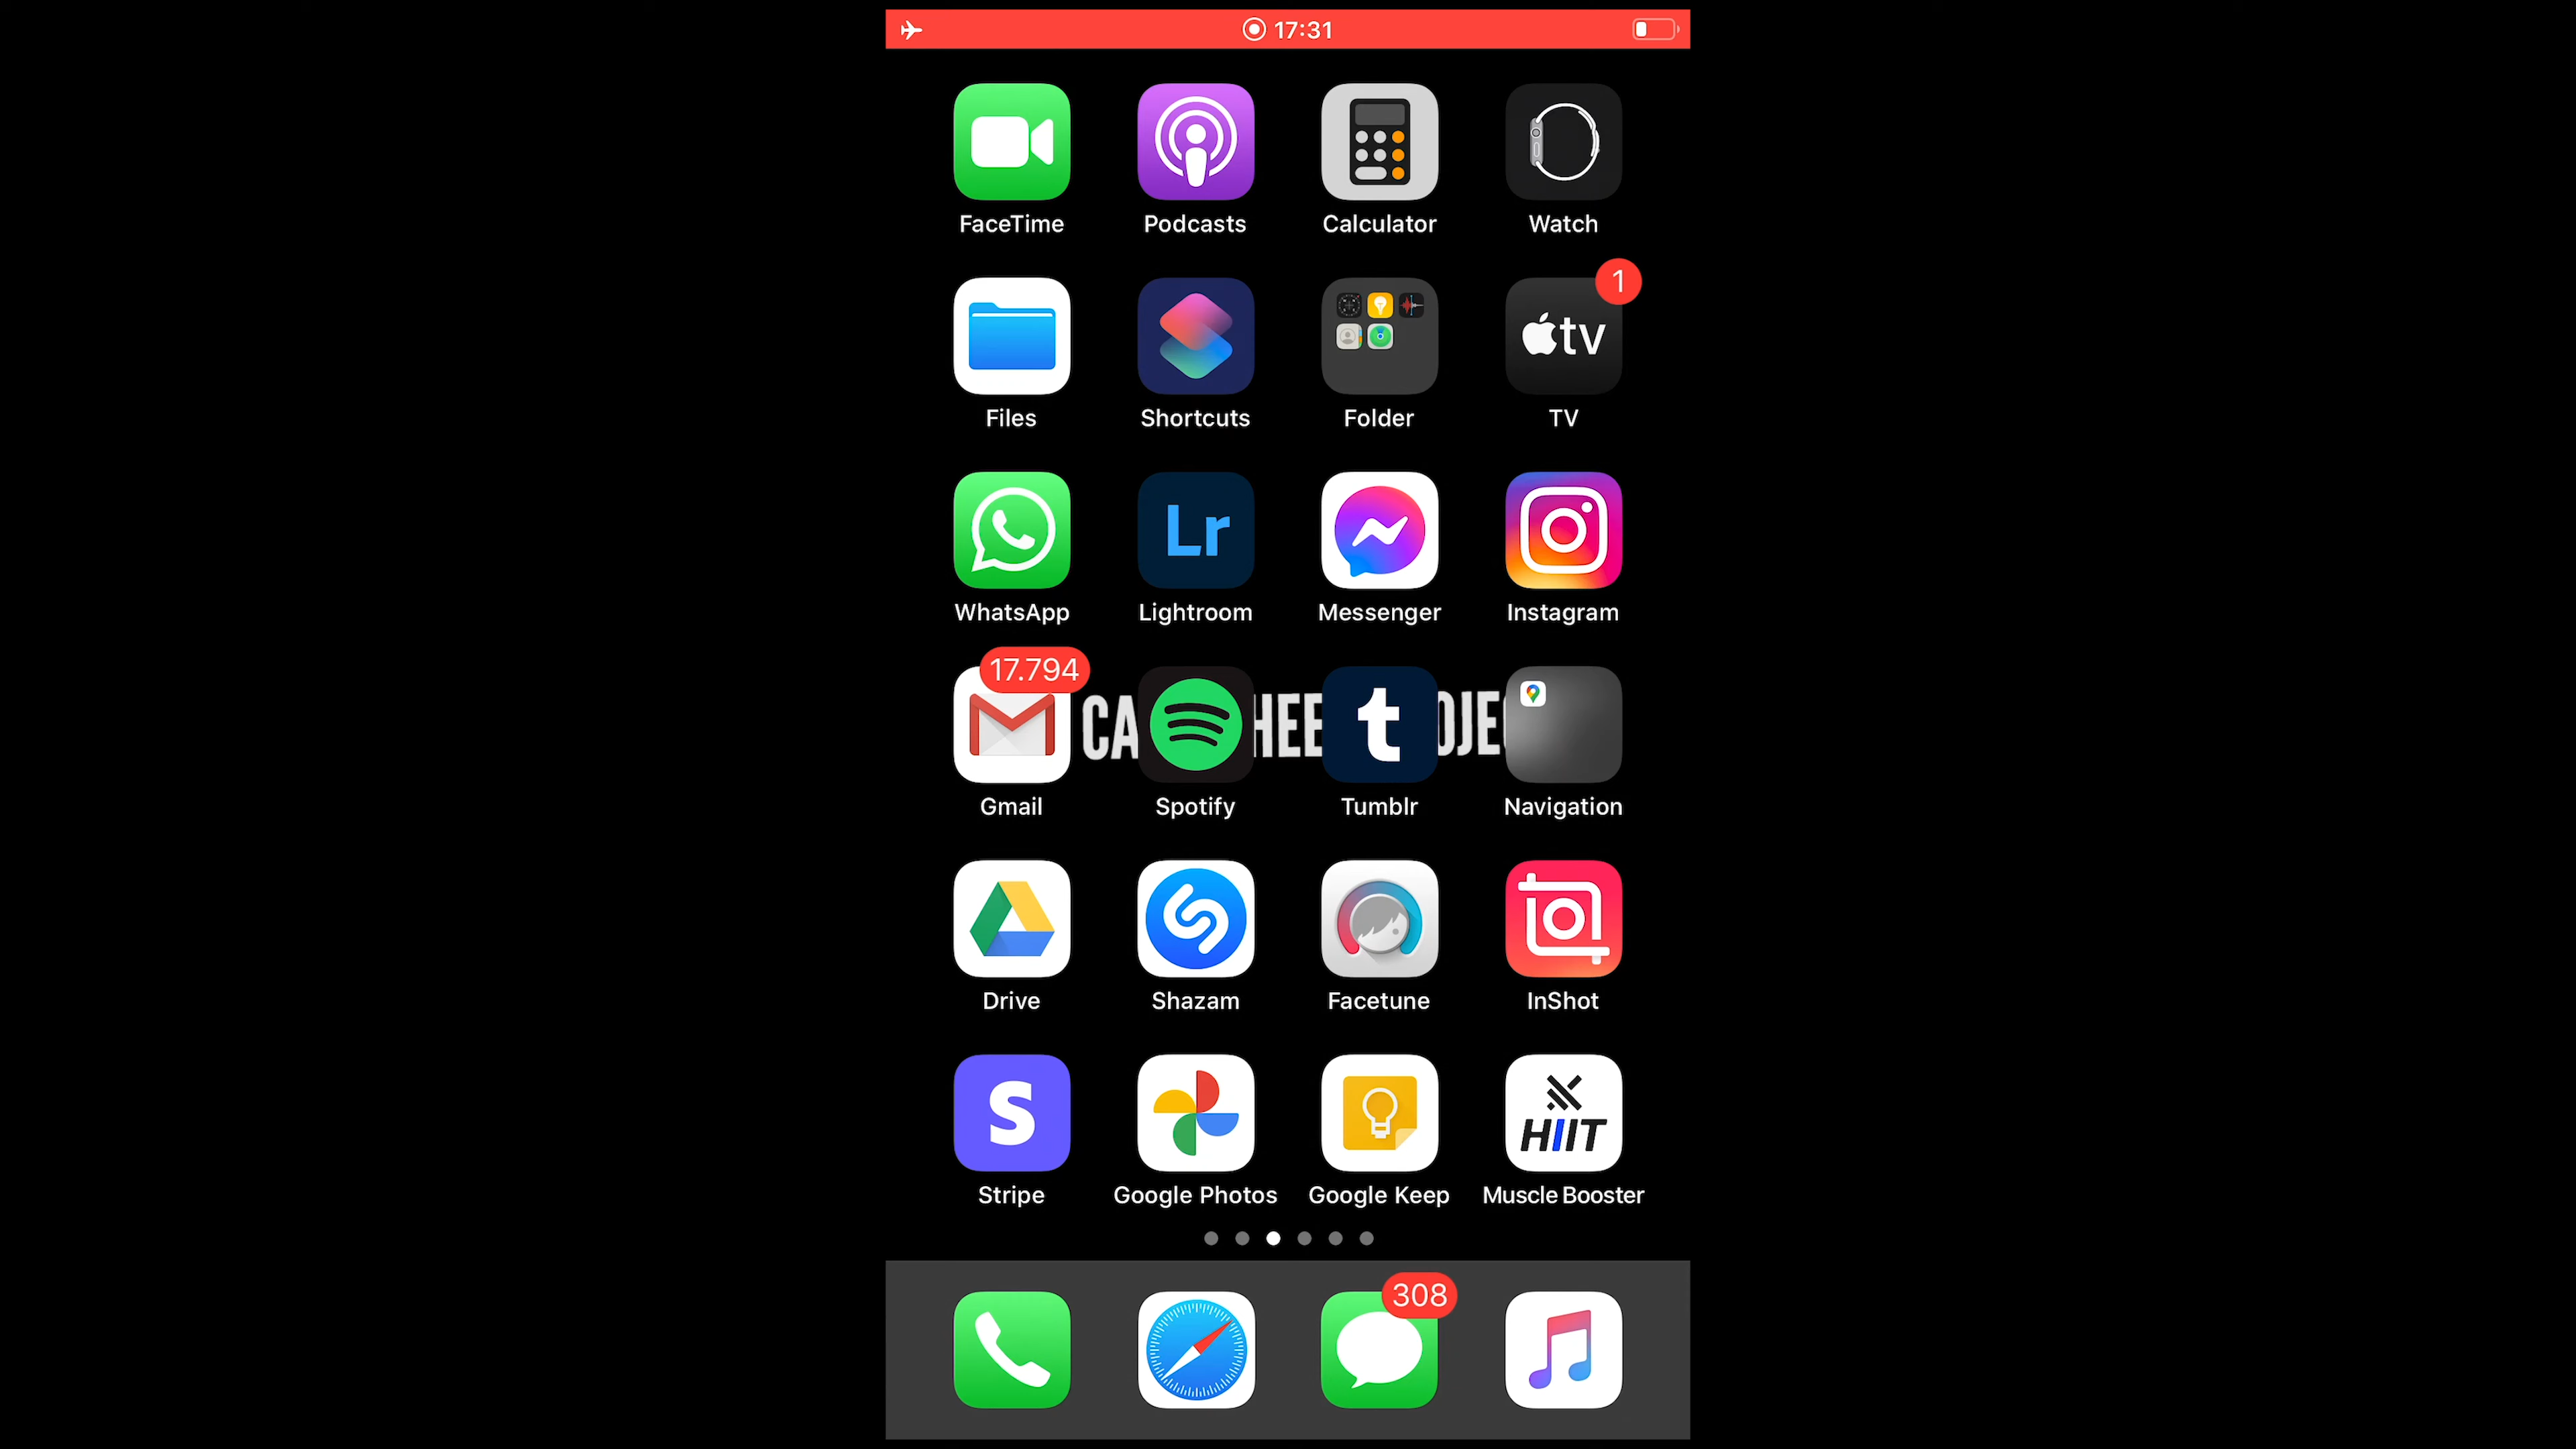 17:31
FaceTime Podcasts Calculator Watch
1
tv
Files Shortcuts Folder TV
Lr
WhatsApp Lightroom Messenger Instagram
17.794
t
Gmail Spotify Tumblr Navigation
Drive Shazam Facetune InShot
S
HIIT
Stripe Google Photos Google Keep Muscle Booster
308